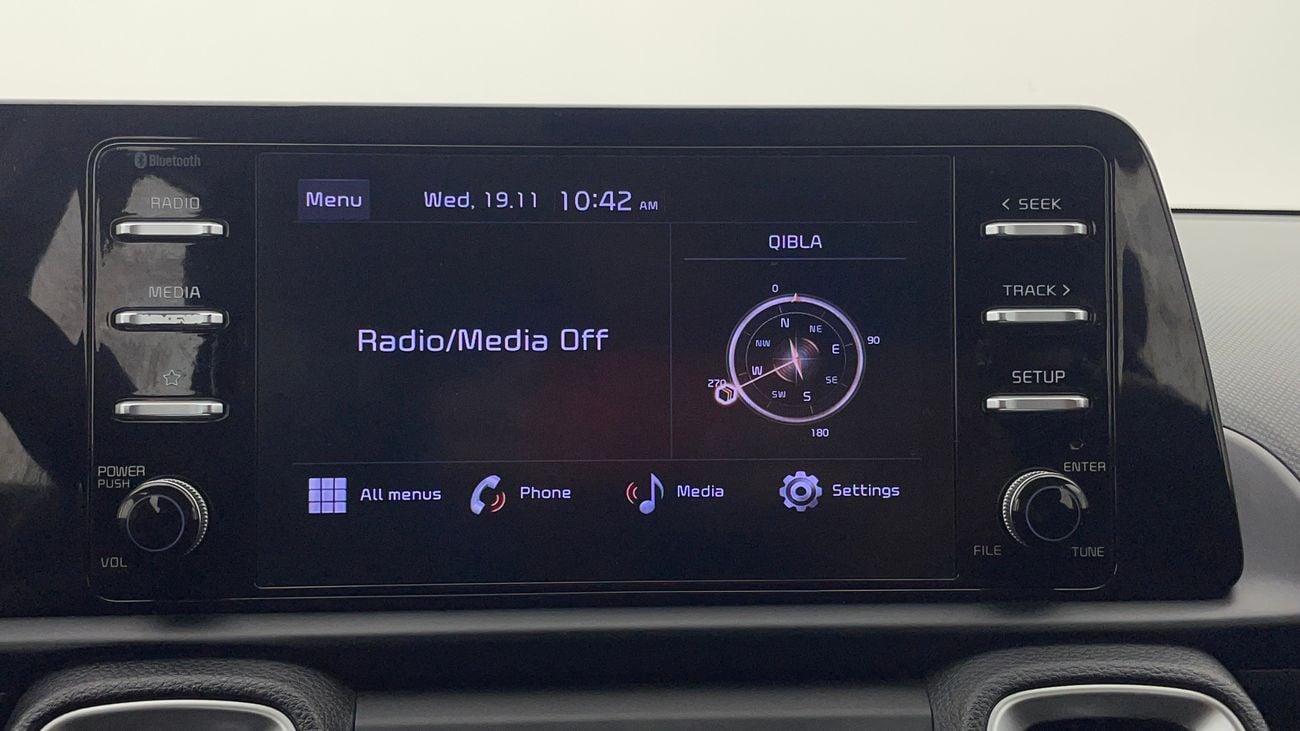 Bluetooth
RADIO
MEDIA
POWER
PUSH
VOL
Menu
Wed, 19.11 10:42 AM
Radio/Media Off
QIBLA
0
N
NE
NW
E
90
W
270
SE
SW
S
180
All menus
Phone
Media
Settings
< SEEK
TRACK >
SETUP
ENTER
FILE
TUNE